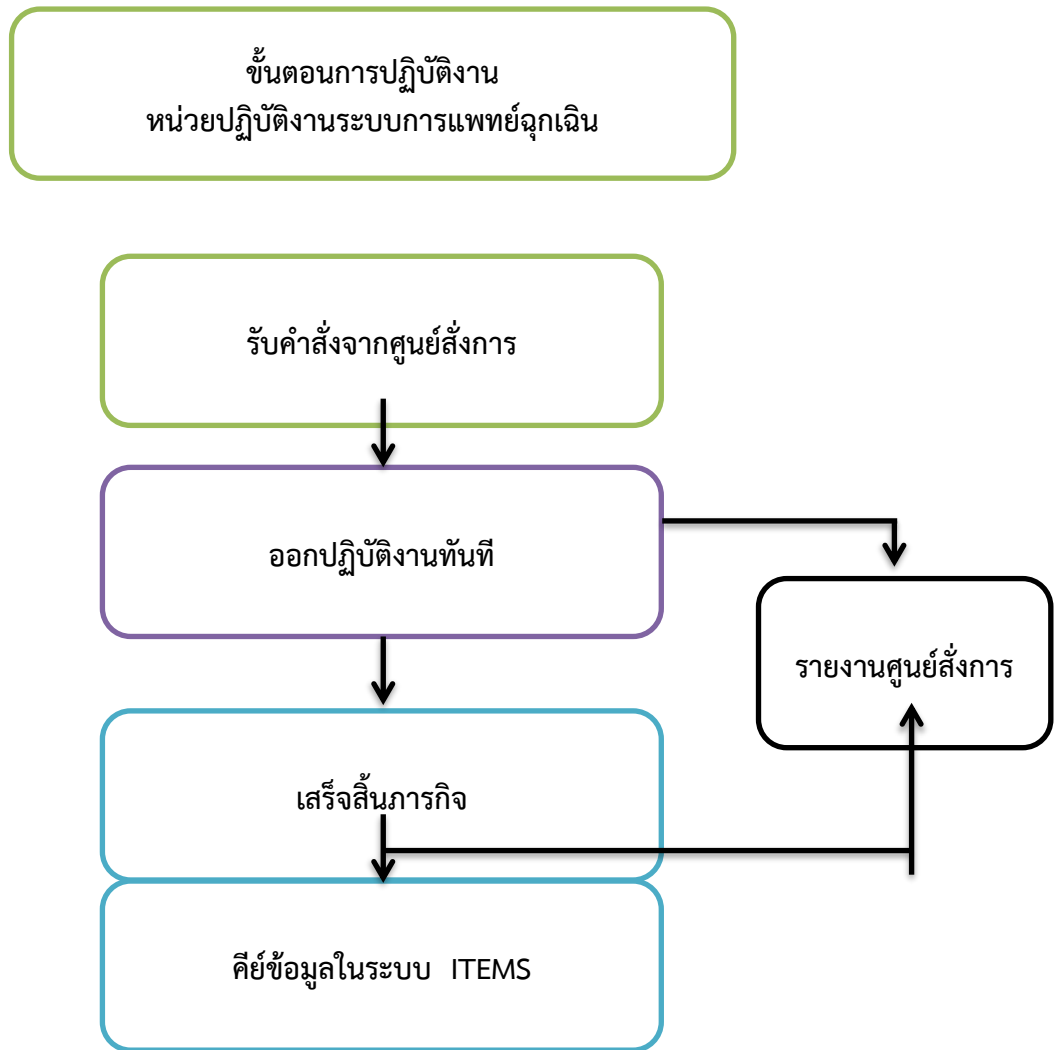 ขั้นตอนการปฏิบัติงาน
หน่วยปฏิบัติงานระบบการแพทย์ฉุกเฉิน
รับคำสั่งจากศูนย์สั่งการ
ออกปฏิบัติงานทันที
รายงานศูนย์สั่งการ
เสร็จสิ้นภารกิจ
คีย์ข้อมูลในระบบ ITEMS